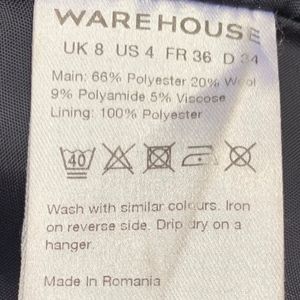 WAREHOUSE
UK 8 US 4 FR 36 D 34
Main: 66% Polyester 20% Wool
9% Polyamide 5% Viscose
Lining: 100% Polyester
40
Wash with similar colours. Iron
on reverse side. Drip dry on a
hanger.
Made In Romania